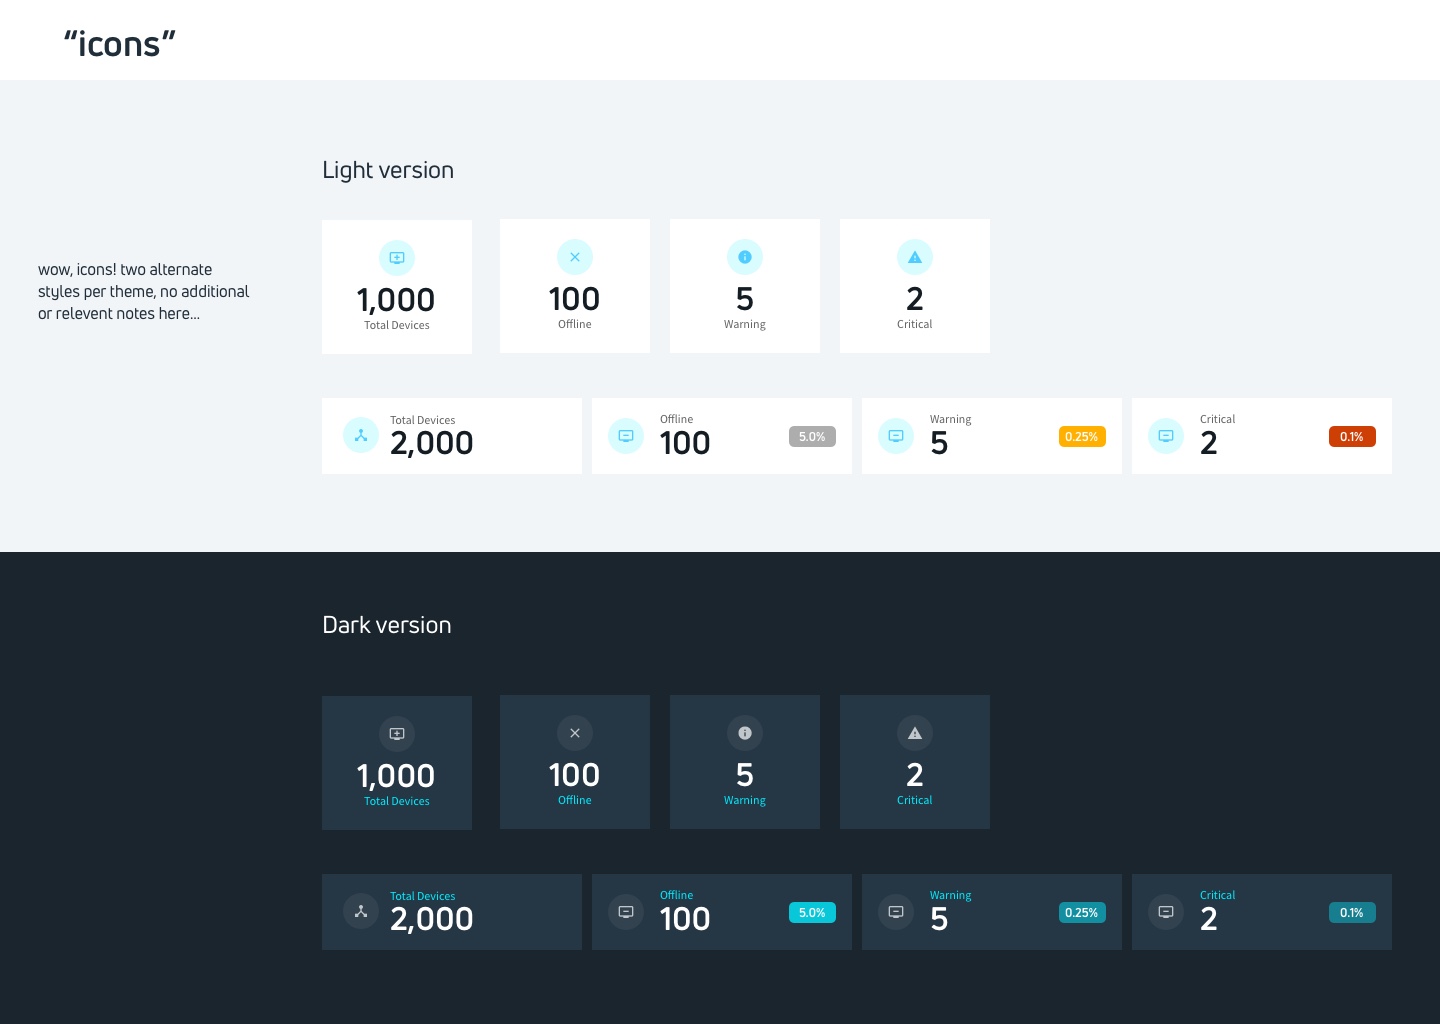 “icons”
Light version
wow, icons! two alternate
styles per theme, no additional
or relevent notes here...
1,000
Total Devices
100
Offline
5
Warning
2
Critical
Total Devices
2,000
Offline
100
5.0%
Warning
5
0.25%
Critical
2
0.1%
Dark version
1,000
Total Devices
100
Offline
5
Warning
2
Critical
Total Devices
2,000
Offline
100
5.0%
Warning
5
0.25%
Critical
2
0.1%